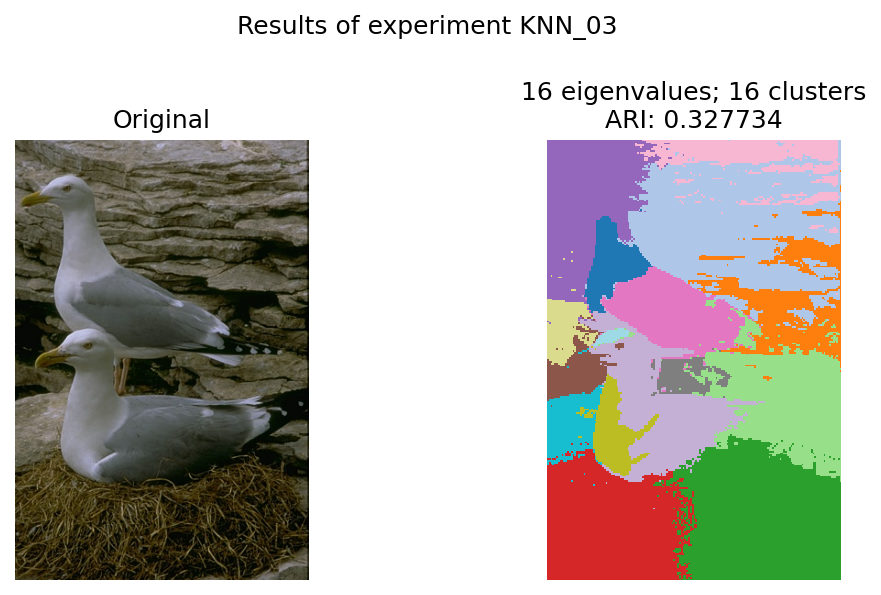 Results of experiment KNN_03
Original
16 eigenvalues; 16 clusters
ARI: 0.327734